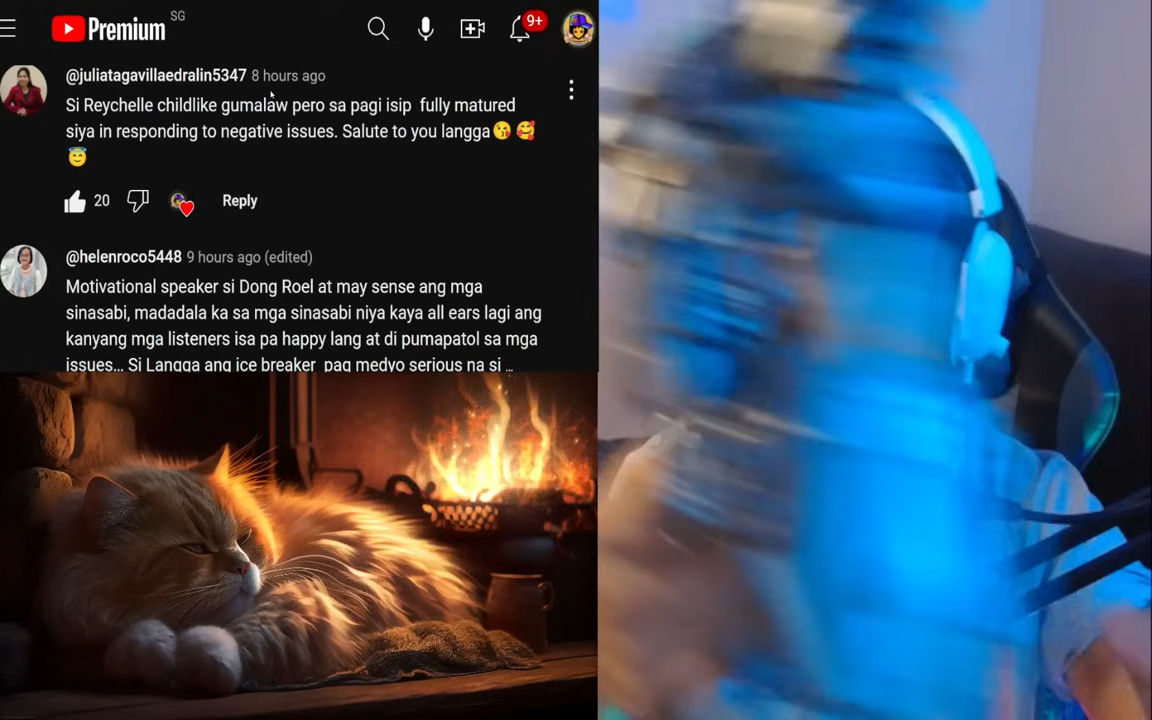 Premium SG
9+
@juliatagavillaedralin5347 8 hours ago
Si Reychelle childlike gumalaw pero sa pagi isip fully matured
siya in responding to negative issues. Salute to you langga😘 🥰
😇
20 Reply
@helenroco5448 9 hours ago (edited)
Motivational speaker si Dong Roel at may sense ang mga
sinasabi, madadala ka sa mga sinasabi niya kaya all ears lagi ang
kanyang mga listeners isa pa happy lang at di pumapatol sa mga
issues... Si Langga ang ice breaker pag medyo serious na si ..